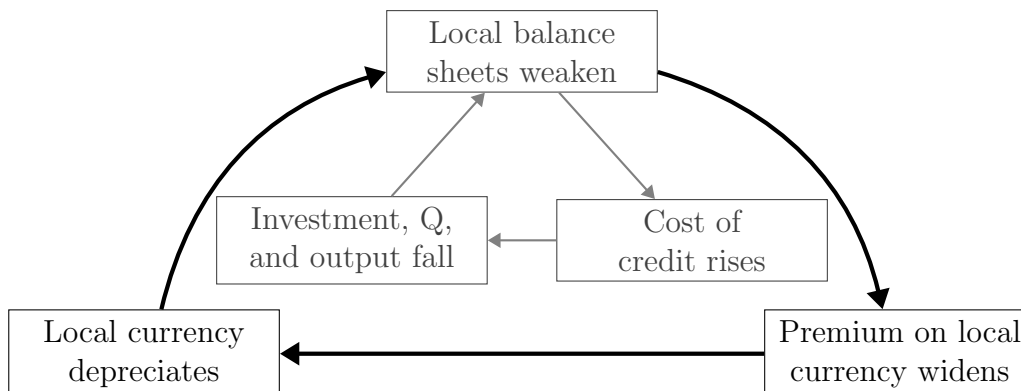 Local balance
sheets weaken
Investment, Q,
and output fall
Cost of
credit rises
Local currency
depreciates
Premium on local
currency widens